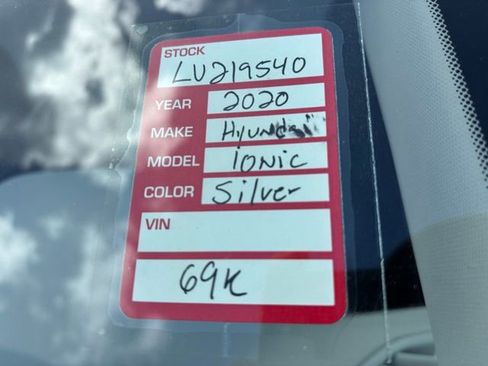 STOCK
LU219540
YEAR 2020
MAKE Hyundai
MODEL IONIC
COLOR Silver
VIN
69K